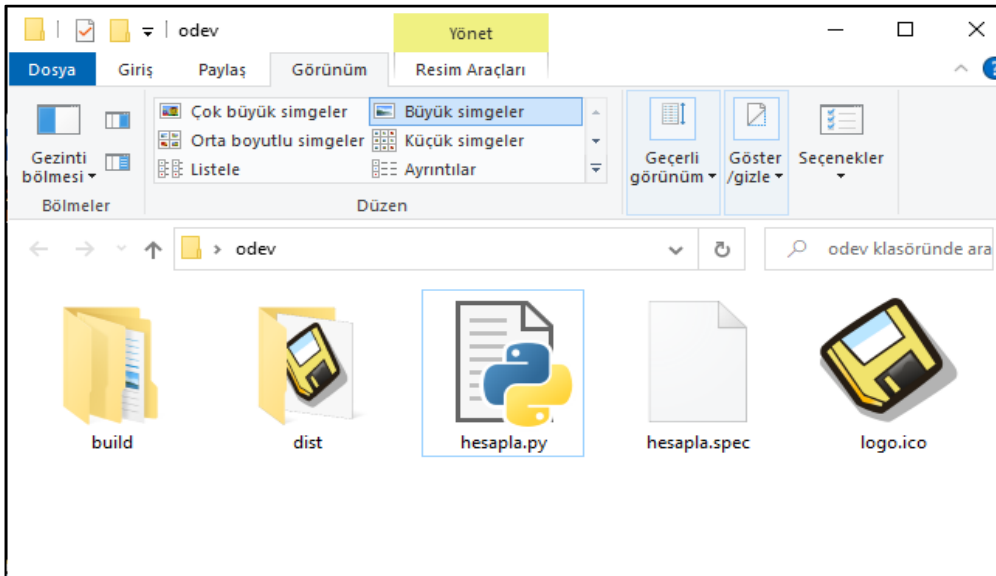 odev
Yönet
Dosya Giriş Paylaş Görünüm Resim Araçları
Çok büyük simgeler Büyük simgeler
Orta boyutlu simgeler Küçük simgeler
Listele Ayrıntılar
Gezinti
bölmesi
Geçerli
görünüm
Göster
/gizle
Seçenekler
Bölmeler Düzen
odev
odev klasöründe ara
build dist hesapla.py hesapla.spec logo.ico